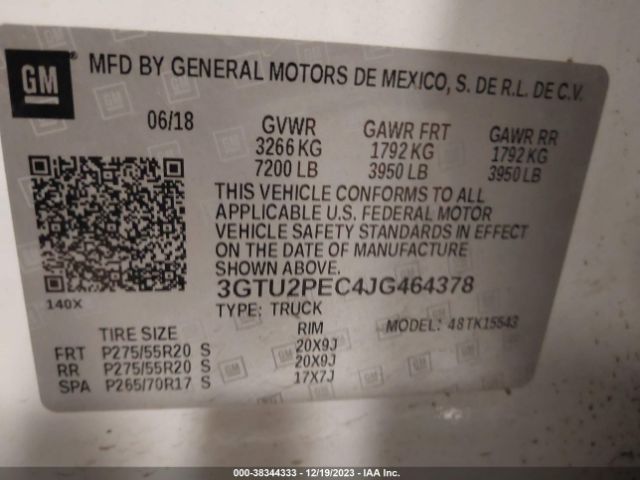 GM MFD BY GENERAL MOTORS DE MEXICO, S. DE R.L. DE C.V.
06/18 GVWR GAWR FRT GAWR RR
3266 KG 1792 KG 1792 KG
7200 LB 3950 LB 3950 LB
THIS VEHICLE CONFORMS TO ALL
APPLICABLE U.S. FEDERAL MOTOR
VEHICLE SAFETY STANDARDS IN EFFECT
ON THE DATE OF MANUFACTURE
SHOWN ABOVE.
3GTU2PEC4JG464378
140X
TYPE: TRUCK MODEL: 48TK15543
TIRE SIZE RIM
FRT P275/55R20 S 20X9J
RR P275/55R20 S 20X9J
SPA P265/70R17 S 17X7J
000-38344333 - 12/19/2023 - IAA Inc.